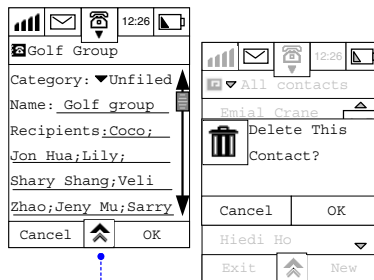 12:26
Golf Group
Category: Unfiled
Name: Golf group
Recipients:Coco;
Jon Hua;Lily;
Shary Shang;Veli
Zhao;Jeny Mu;Sarry
Cancel OK
12:26
All contacts
Emial Crane
Delete This
Contact?
Cancel OK
Hiedi Ho
Exit New